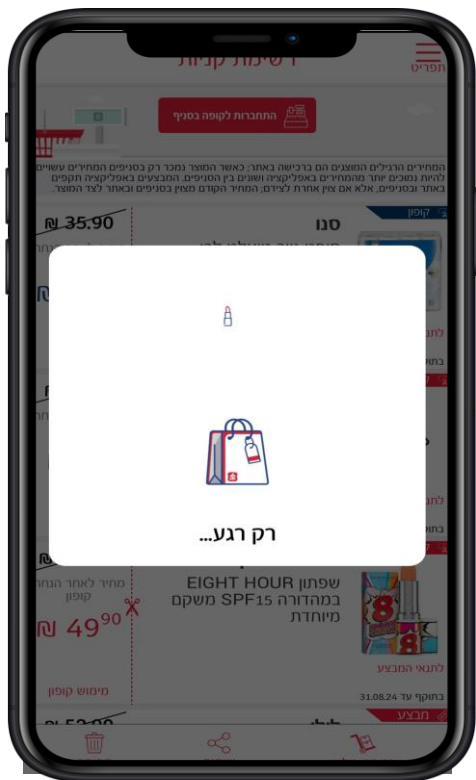 רשימת קניות
תפריט
התחברות לקופה בסניף
המחירים הרגילים המוצגים הם ברכישה באתר; כאשר המוצר נמכר רק בסניפים המחירים עשויים
להיות נמוכים יותר מהמחירים באפליקציה ושונים בין הסניפים. המבצעים באפליקציה תקפים
באתר ובסניפים, אלא אם צוין אחרת לצידם; המחיר הקודם מצוין בסניפים ובאתר לצד המוצר.
קופון
סנו
35.90 ₪
רק רגע...
שפתון EIGHT HOUR
במהדורה SPF15 משקם
מיוחדת
מחיר לאחר הנחת
קופון
49.90 ₪
לתנאי המבצע
בתוקף עד 31.08.24
מימוש קופון
מבצע